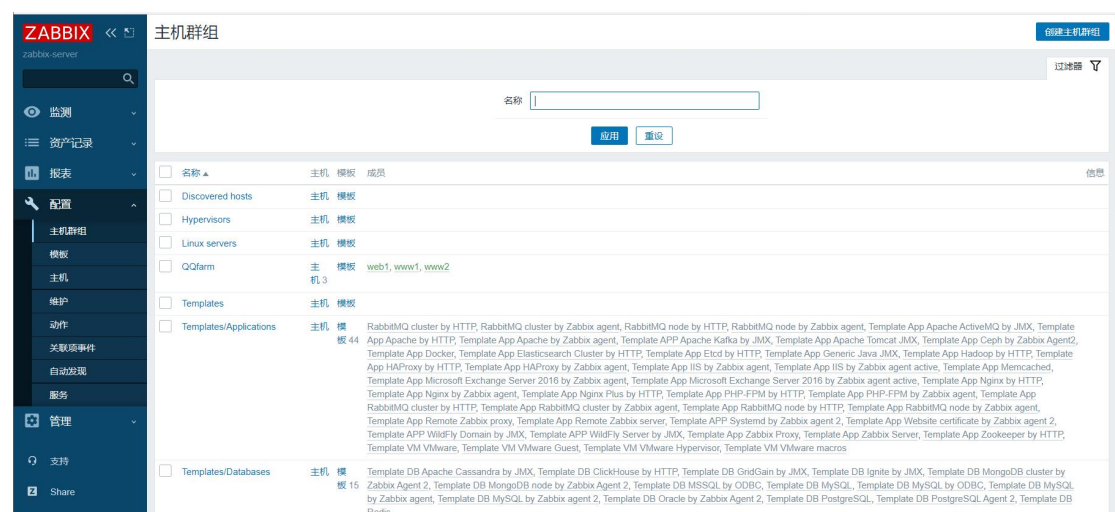 ZABBIX
zabbix-server
监测
资产记录
报表
配置
主机群组
模板
主机
维护
动作
关联项事件
自动发现
服务
管理
支持
Share
主机群组
创建主机群组
过滤器
名称
应用 重设
名称 主机 模板 成员 信息
Discovered hosts 主机 模板
Hypervisors 主机 模板
Linux servers 主机 模板
QQfarm 主机 3 模板 web1, www1, www2
Templates 主机 模板
Templates/Applications 主机 模板 44 RabbitMQ cluster by HTTP, RabbitMQ cluster by Zabbix agent, RabbitMQ node by HTTP, RabbitMQ node by Zabbix agent, Template App Apache ActiveMQ by JMX, Template
App Apache by HTTP, Template App Apache by Zabbix agent, Template APP Apache Kafka by JMX, Template App Apache Tomcat JMX, Template App Ceph by Zabbix Agent2,
Template App Docker, Template App Elasticsearch Cluster by HTTP, Template App Etcd by HTTP, Template App Generic Java JMX, Template App Hadoop by HTTP, Template
App HAProxy by HTTP, Template App HAProxy by Zabbix agent, Template App IIS by Zabbix agent, Template App IIS by Zabbix agent active, Template App Memcached,
Template App Microsoft Exchange Server 2016 by Zabbix agent, Template App Microsoft Exchange Server 2016 by Zabbix agent active, Template App Nginx by HTTP,
Template App Nginx by Zabbix agent, Template App Nginx Plus by HTTP, Template App PHP-FPM by HTTP, Template App PHP-FPM by Zabbix agent, Template App
RabbitMQ cluster by HTTP, Template App RabbitMQ cluster by Zabbix agent, Template App RabbitMQ node by HTTP, Template App RabbitMQ node by Zabbix agent,
Template App Remote Zabbix proxy, Template App Remote Zabbix server, Template APP Systemd by Zabbix agent 2, Template App Website certificate by Zabbix agent 2,
Template APP WildFly Domain by JMX, Template APP WildFly Server by JMX, Template App Zabbix Proxy, Template App Zabbix Server, Template App Zookeeper by HTTP,
Template VM VMware, Template VM VMware Guest, Template VM VMware Hypervisor, Template VM VMware macros
Templates/Databases 主机 模板 15 Template DB Apache Cassandra by JMX, Template DB ClickHouse by HTTP, Template DB GridGain by JMX, Template DB Ignite by JMX, Template DB MongoDB cluster by
Zabbix Agent 2, Template DB MongoDB node by Zabbix Agent 2, Template DB MSSQL by ODBC, Template DB MySQL, Template DB MySQL by ODBC, Template DB MySQL
by Zabbix agent, Template DB MySQL by Zabbix agent 2, Template DB Oracle by Zabbix Agent 2, Template DB PostgreSQL, Template DB PostgreSQL Agent 2, Template DB